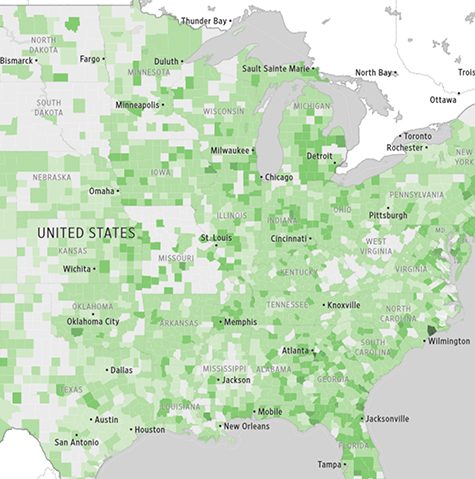 Thunder Bay
NORTH
DAKOTA
Bismarck
Fargo
Duluth
MINNESOTA
Sault Sainte Marie
North Bay
Trois
Ottawa
SOUTH
DAKOTA
Minneapolis
WISCONSIN
MICHIGAN
Toronto
Rochester
NEW
YORK
Milwaukee
Detroit
NEBRASKA
IOWA
Chicago
Omaha
PENNSYLVANIA
ILLINOIS
INDIANA
OHIO
Pittsburgh
UNITED STATES
St. Louis
Cincinnati
MD
KANSAS
MISSOURI
WEST
VIRGINIA
Wichita
KENTUCKY
VIRGINIA
OKLAHOMA
Oklahoma City
ARKANSAS
Memphis
TENNESSEE
Knoxville
NORTH
CAROLINA
Wilmington
SOUTH
CAROLINA
Atlanta
Dallas
MISSISSIPPI
ALABAMA
Jackson
GEORGIA
TEXAS
LOUISIANA
Mobile
Jacksonville
Austin
Houston
New Orleans
San Antonio
FLORIDA
Tampa